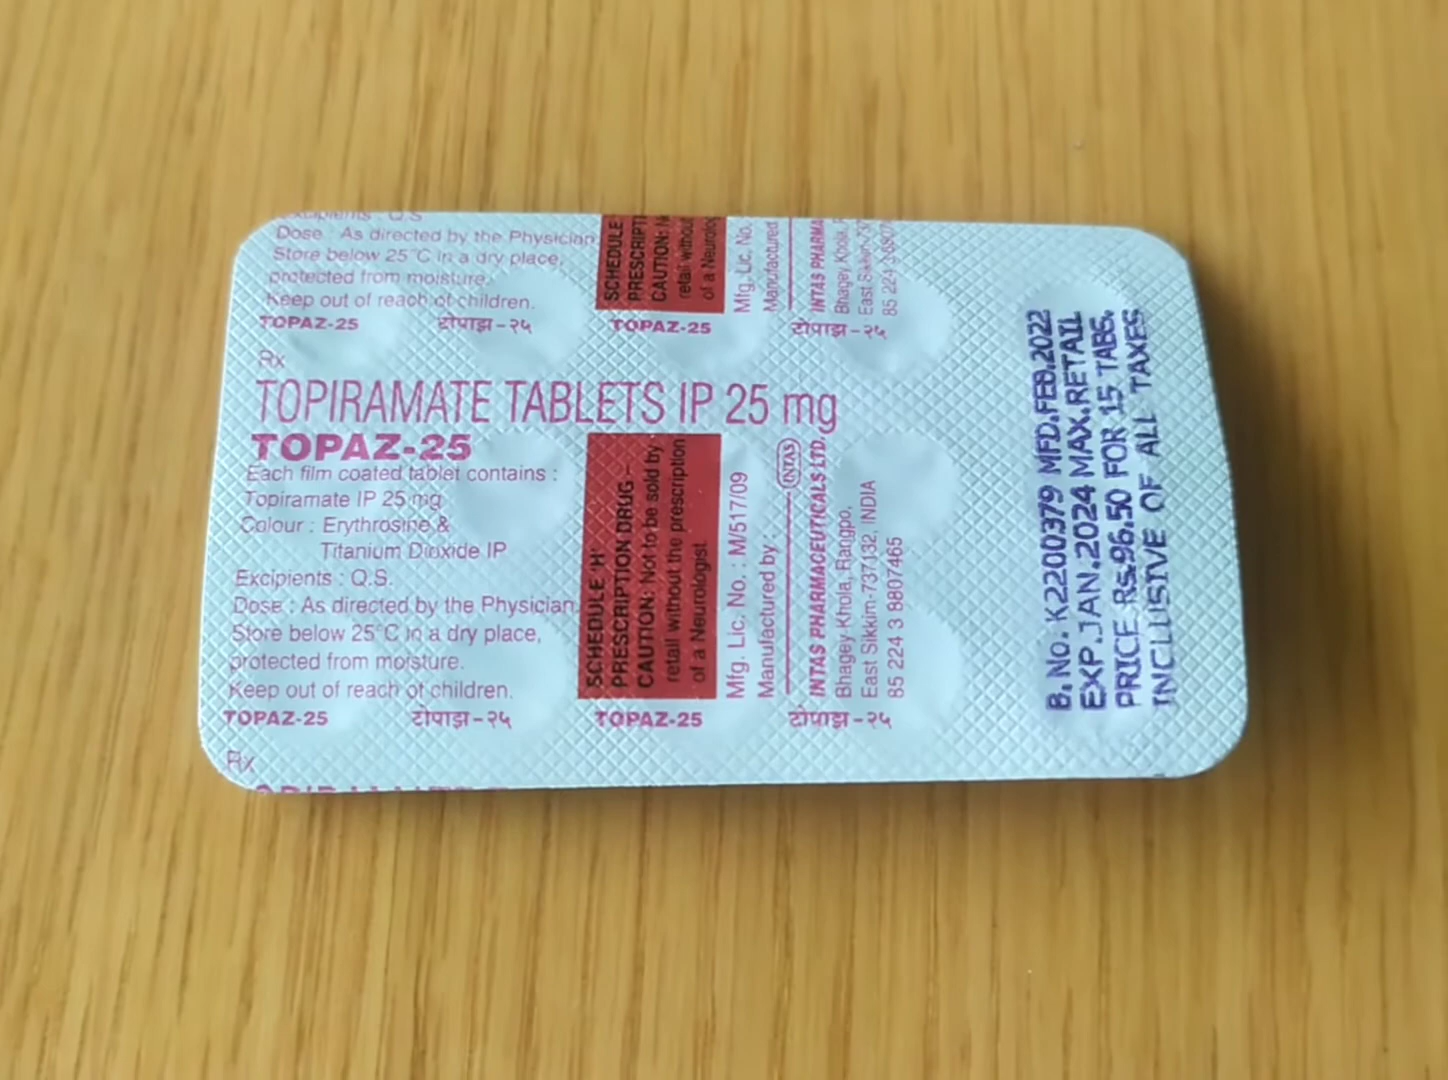 Excipients : Q.S
Dose As directed by the Physician.
Store below 25°C in a dry place,
protected from moisture.
Keep out of reach of children.
TOPAZ-25 टोपाझ-२५ TOPAZ-25 टोपाझ-२५
SCHEDULE
PRESCRIPTI
CAUTION: N
retail without
of a Neurolog
Mfg. Lic. No.
Manufactured
INTAS PHARMA
Bhagey Khola, R
East Sikkim-737
85 224 3
Rx
TOPIRAMATE TABLETS IP 25 mg
TOPAZ-25
Each film coated tablet contains :
Topiramate IP 25 mg
Colour : Erythrosine &
Titanium Dioxide IP
Excipients : Q.S.
Dose : As directed by the Physician.
Store below 25°C in a dry place,
protected from moisture.
Keep out of reach of children.
SCHEDULE 'H'
PRESCRIPTION DRUG -
CAUTION: Not to be sold by
retail without the prescription
of a Neurologist
Mfg. Lic. No. : M/517/09
Manufactured by :
INTAS
INTAS PHARMACEUTICALS LTD.
Bhagey Khola, Rangpo,
East Sikkim-737132, INDIA
85 224 3 8807465
TOPAZ-25 टोपाझ-२५ TOPAZ-25 टोपाझ-२५
Rx
B.NO. K2200379 MFD.FEB.2022
EXP.JAN.2024 MAX.RETAIL
PRICE Rs.96.50 FOR 15 TABS.
INCLUSIVE OF ALL TAXES